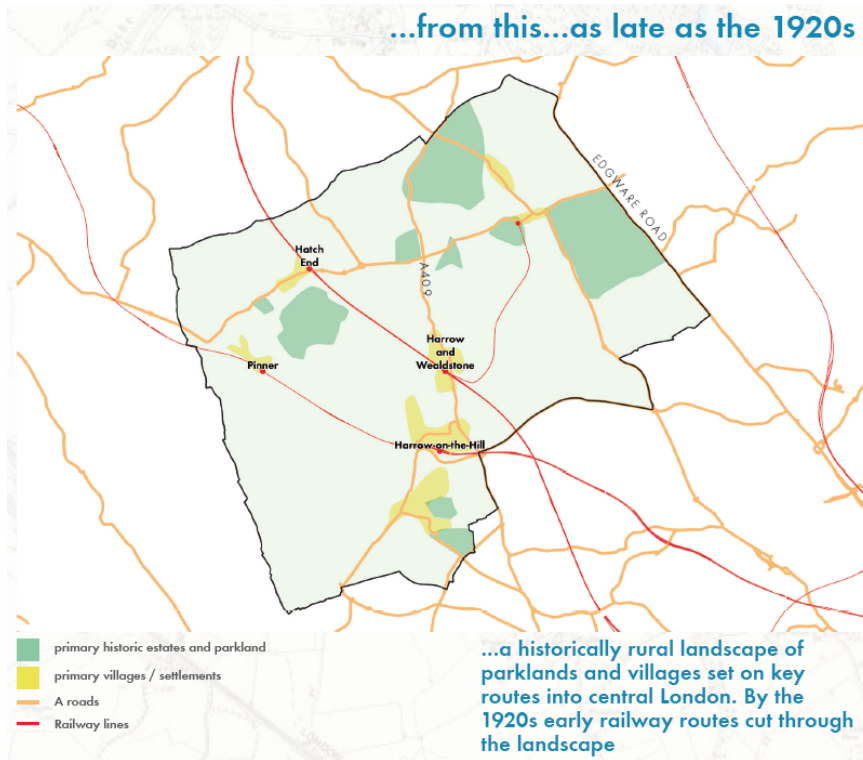 ...from this...as late as the 1920s
EDGWARE ROAD
Hatch
End
A409
Harrow
and
Wealdstone
Pinner
Harrow-on-the-Hill
primary historic estates and parkland
primary villages / settlements
A roads
Railway lines
...a historically rural landscape of
parklands and villages set on key
routes into central London. By the
1920s early railway routes cut through
the landscape
LONDON